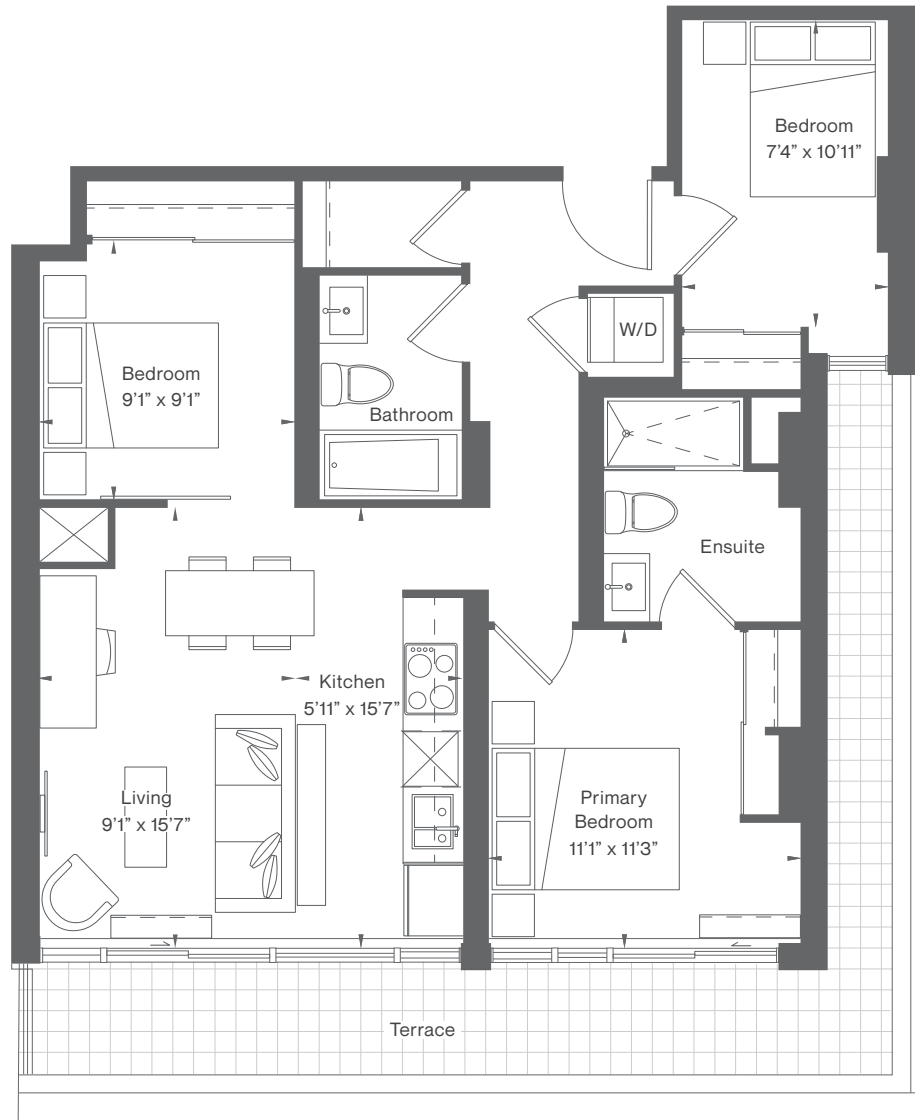 Bedroom
7’4” x 10’11”
W/D
Bedroom
9’1” x 9’1”
Bathroom
Ensuite
Kitchen
5’11” x 15’7”
Living
9’1” x 15’7”
Primary
Bedroom
11’1” x 11’3”
Terrace